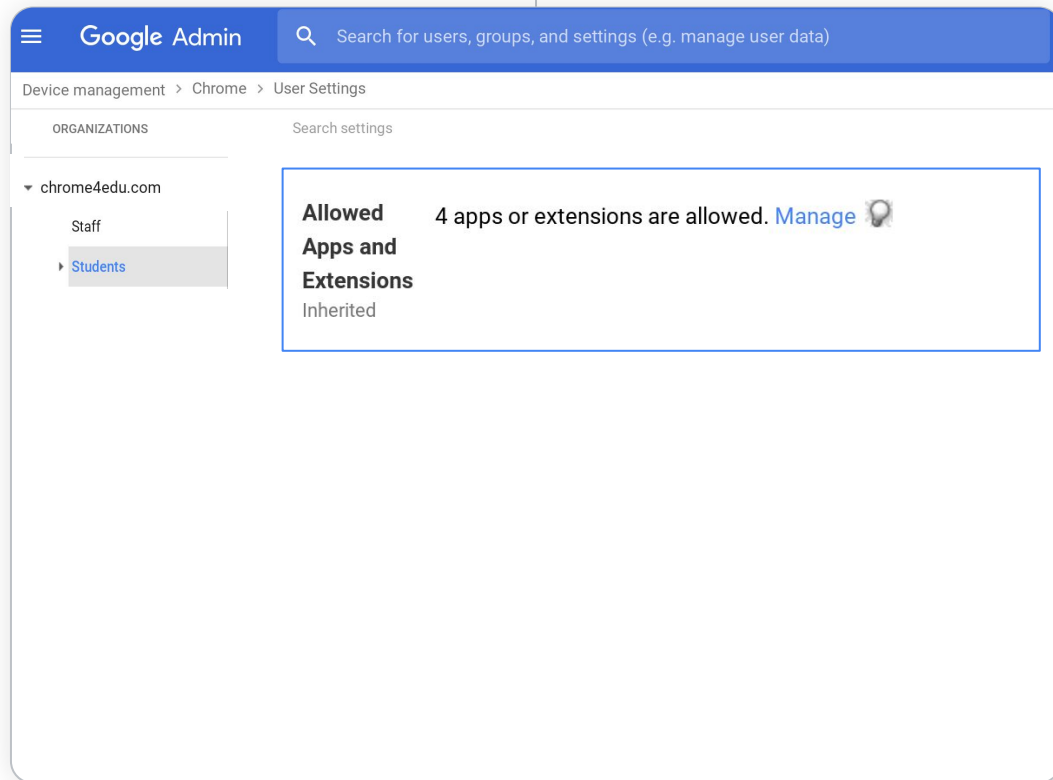 Google Admin
Search for users, groups, and settings (e.g. manage user data)
Device management > Chrome > User Settings
ORGANIZATIONS
Search settings
chrome4edu.com
Staff
Students
Allowed
Apps and
Extensions
Inherited
4 apps or extensions are allowed. Manage